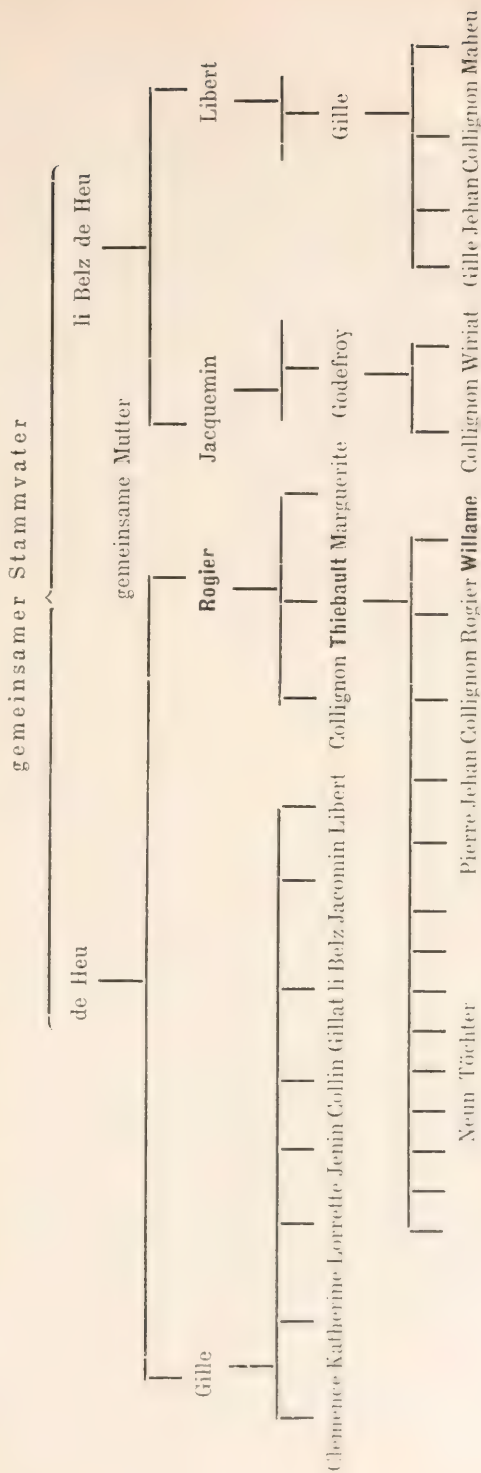 gemeinsamer Stammvater
de Heu li Belz de Heu
gemeinsame Mutter
Gille Rogier Jacquemin Libert
Clemence Katherine Lorrette Jenin Collin Gillat li Belz Jacomin Libert Collignon Thiebault Marguerite Godefroy Gille
Neun Töchter Pierre Jehan Collignon Rogier Willame Collignon Wiriat Gille Jehan Collignon Maheu